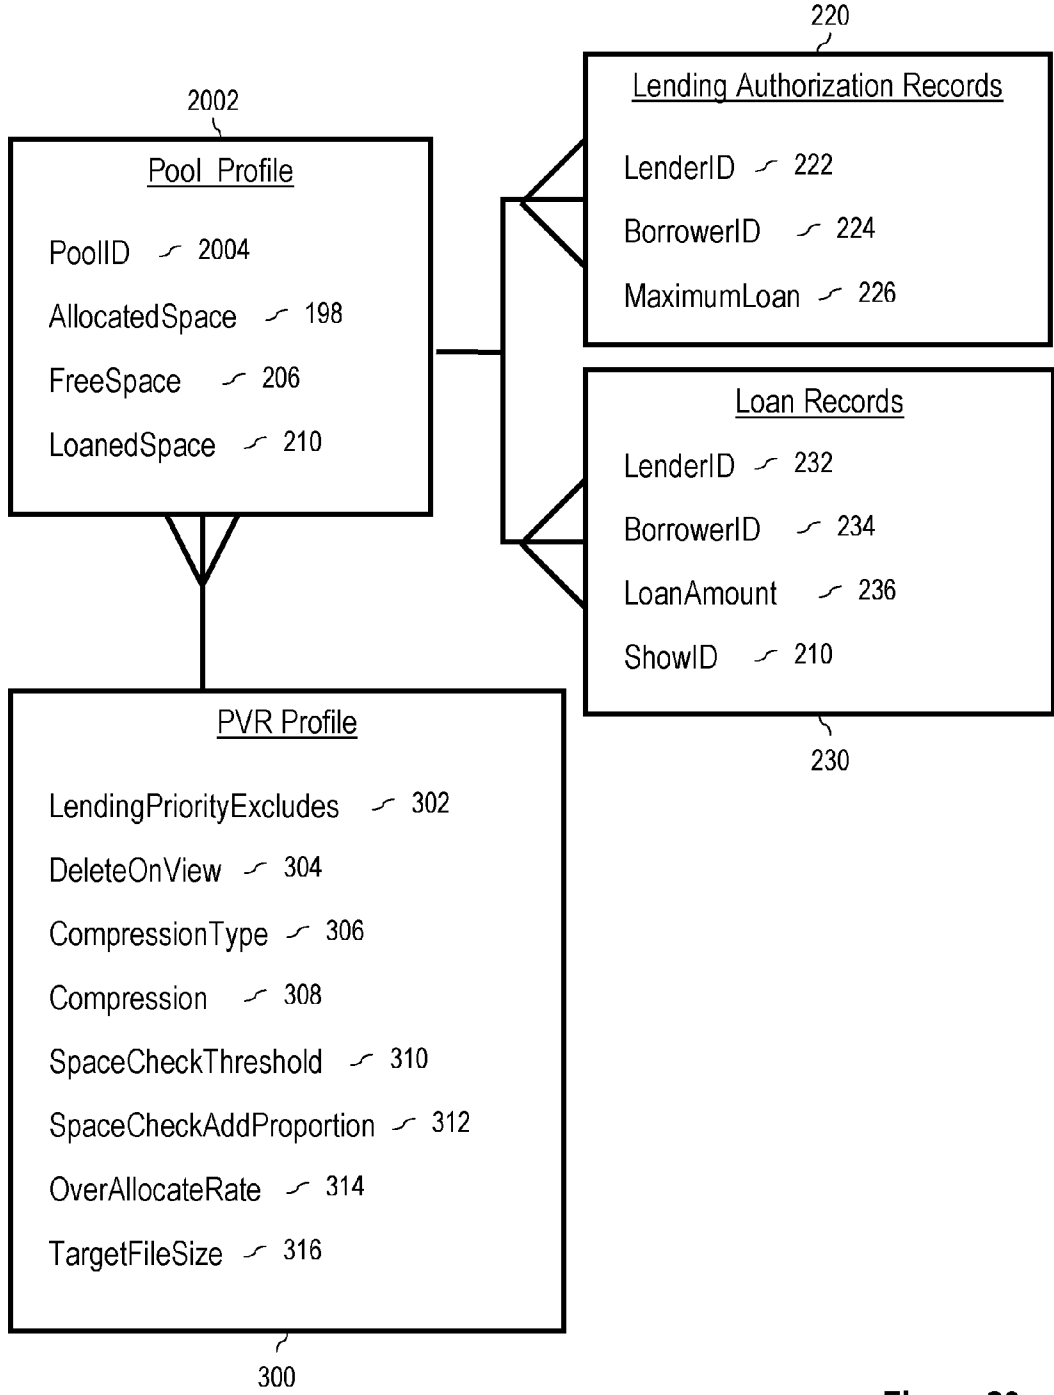 220
Lending Authorization Records
LenderID 222
BorrowerID 224
MaximumLoan 226
2002
Pool Profile
PoolID 2004
AllocatedSpace 198
FreeSpace 206
LoanedSpace 210
Loan Records
LenderID 232
BorrowerID 234
LoanAmount 236
ShowID 210
230
PVR Profile
LendingPriorityExcludes 302
DeleteOnView 304
CompressionType 306
Compression 308
SpaceCheckThreshold 310
SpaceCheckAddProportion 312
OverAllocateRate 314
TargetFileSize 316
300